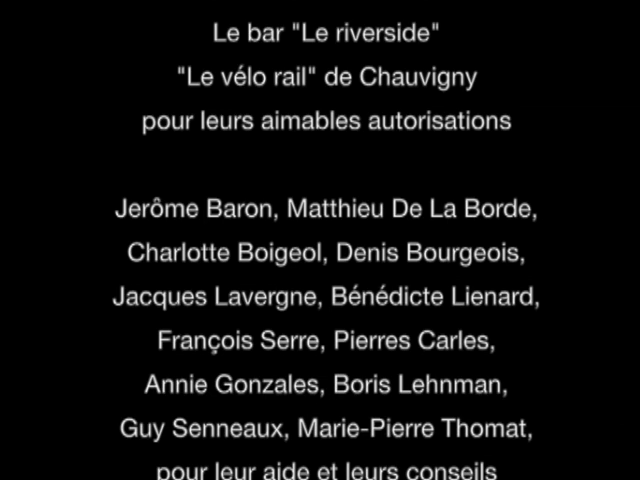 Le bar "Le riverside"
"Le vélo rail" de Chauvigny
pour leurs aimables autorisations
Jerôme Baron, Matthieu De La Borde,
Charlotte Boigeol, Denis Bourgeois,
Jacques Lavergne, Bénédicte Lienard,
François Serre, Pierres Carles,
Annie Gonzales, Boris Lehnman,
Guy Senneaux, Marie-Pierre Thomat,
pour leur aide et leurs conseils